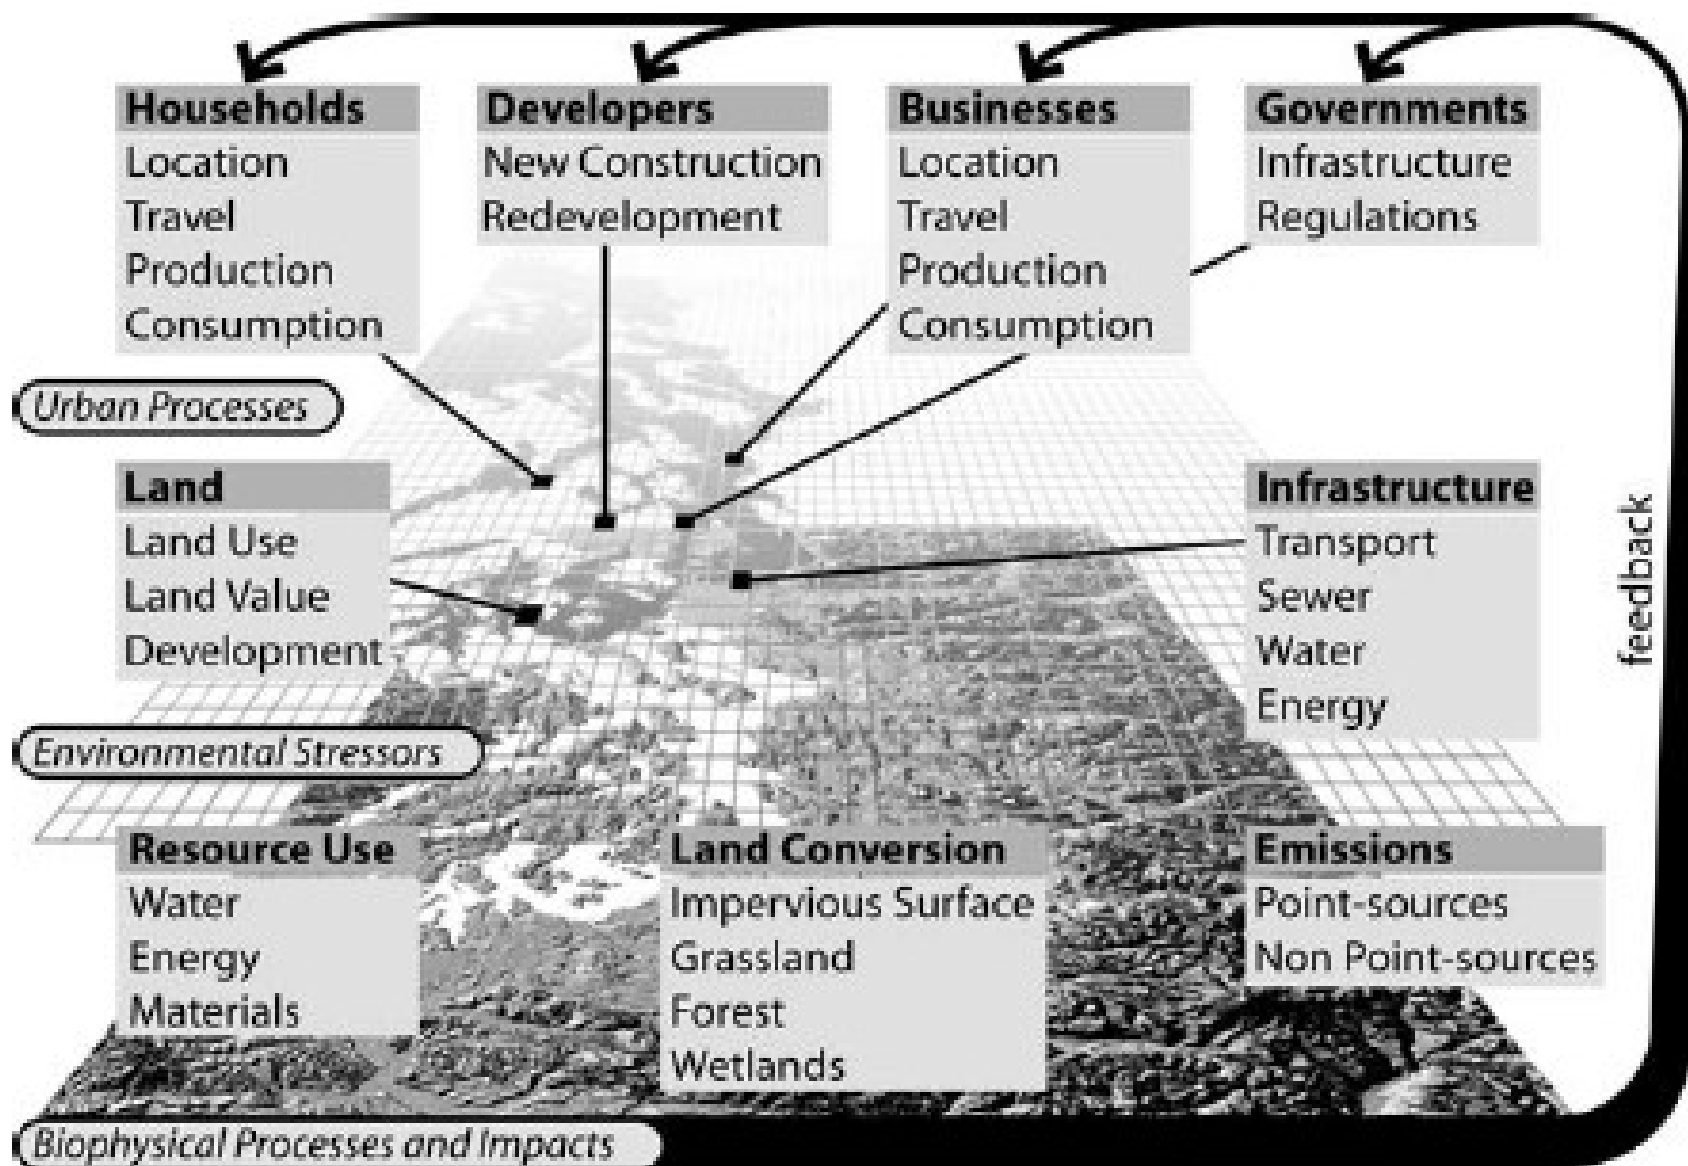 Households
Location
Travel
Production
Consumption
Developers
New Construction
Redevelopment
Businesses
Location
Travel
Production
Consumption
Governments
Infrastructure
Regulations
Urban Processes
Land
Land Use
Land Value
Development
Infrastructure
Transport
Sewer
Water
Energy
feedback
Environmental Stressors
Resource Use
Water
Energy
Materials
Land Conversion
Impervious Surface
Grassland
Forest
Wetlands
Emissions
Point-sources
Non Point-sources
Biophysical Processes and Impacts